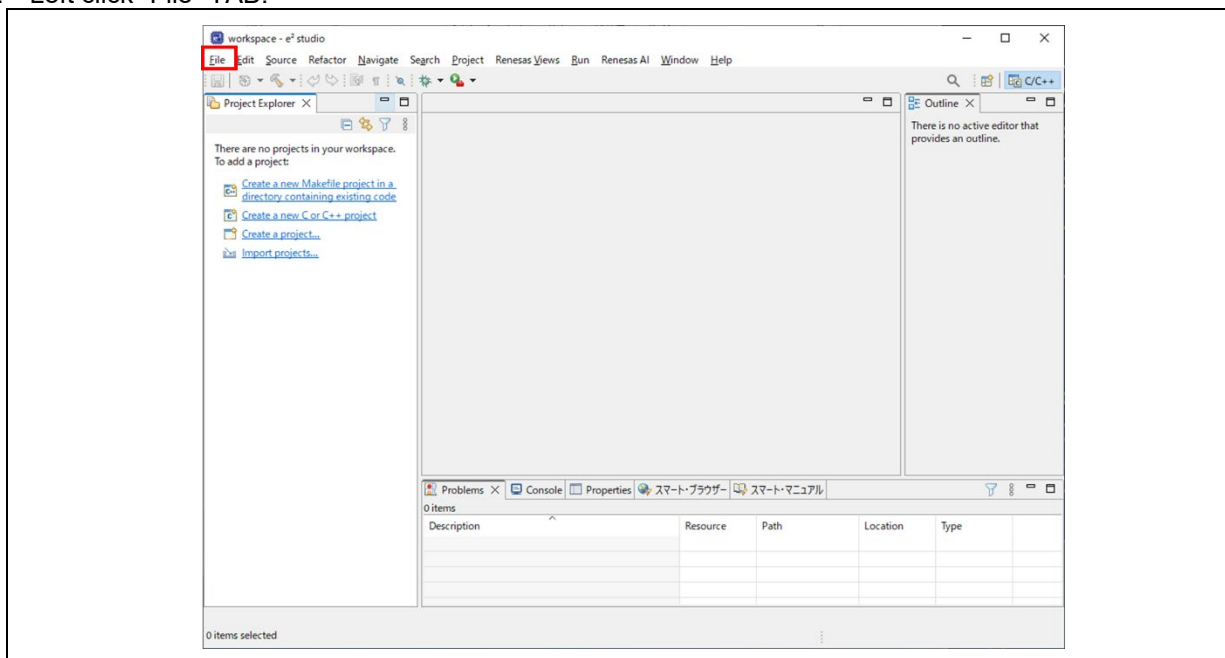 Left click "File" TAB.
workspace - e² studio
File Edit Source Refactor Navigate Search Project Renesas Views Run Renesas AI Window Help
C/C++
Project Explorer
Outline
There are no projects in your workspace.
To add a project:
Create a new Makefile project in a
directory containing existing code
Create a new C or C++ project
Create a project...
Import projects...
There is no active editor that
provides an outline.
Problems Console Properties スマート・ブラウザー スマート・マニュアル
0 items
Description Resource Path Location Type
0 items selected